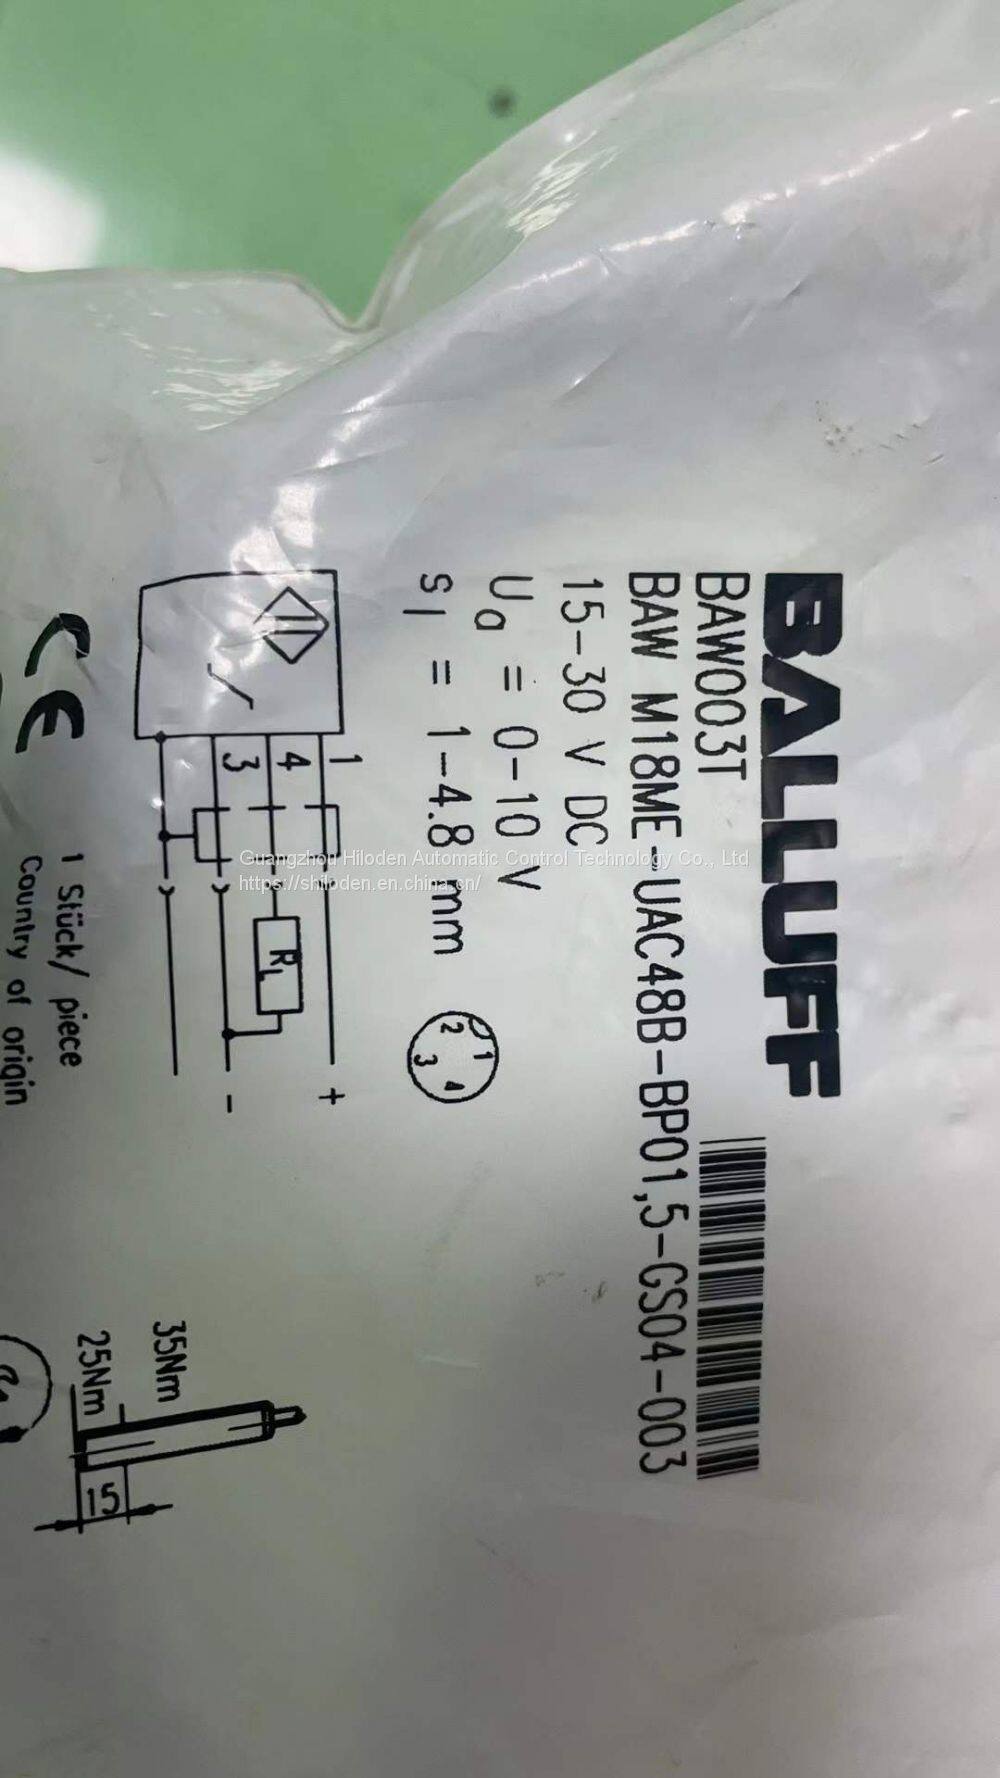 BALLUFF
BAW003T
BAW M18ME-UAC48B-BP01,5-GS04-003
15-30 V DC
Ua = 0-10 V
sl = 1-4.8 mm
1
2
3
4
1
4
3
RL
+
-
CE
1 Stück/ piece
Country of origin
35Nm
25Nm
15
Guangzhou Hiloden Automatic Control Technology Co., Ltd
https://shiloden.en.china.cn/